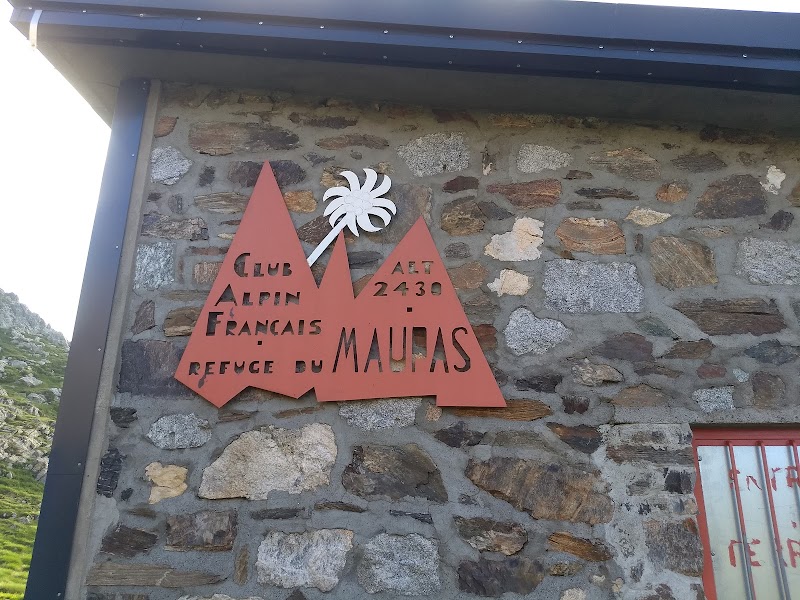 CLUB
ALPIN
FRANÇAIS
REFUGE DU MAUPAS
ALT
2430